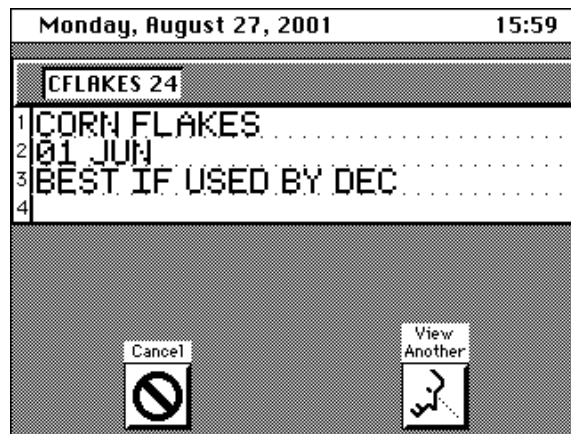 Monday, August 27, 2001 15:59
CFLAKES 24
1 CORN FLAKES
2 01 JUN
3 BEST IF USED BY DEC
4
Cancel
View
Another